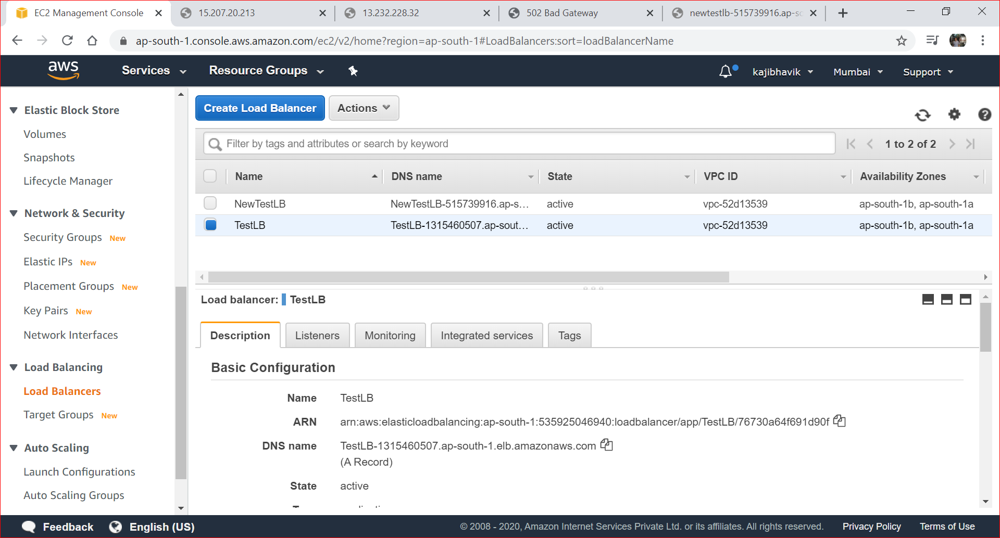 EC2 Management Console
15.207.20.213
13.232.228.32
502 Bad Gateway
newtestlb-515739916.ap-so
ap-south-1.console.aws.amazon.com/ec2/v2/home?region=ap-south-1#LoadBalancers:sort=loadBalancerName
aws
Services
Resource Groups
kajibhavik
Mumbai
Support
Elastic Block Store
Volumes
Snapshots
Lifecycle Manager
Network & Security
Security Groups New
Elastic IPs New
Placement Groups New
Key Pairs New
Network Interfaces
Load Balancing
Load Balancers
Target Groups New
Auto Scaling
Launch Configurations
Auto Scaling Groups
Create Load Balancer
Actions
Filter by tags and attributes or search by keyword
1 to 2 of 2
Name DNS name State VPC ID Availability Zones
NewTestLB NewTestLB-515739916.ap-s... active vpc-52d13539 ap-south-1b, ap-south-1a
TestLB TestLB-1315460507.ap-sout... active vpc-52d13539 ap-south-1b, ap-south-1a
Load balancer: TestLB
Description
Listeners
Monitoring
Integrated services
Tags
Basic Configuration
Name TestLB
ARN arn:aws:elasticloadbalancing:ap-south-1:535925046940:loadbalancer/app/TestLB/76730a64f691d90f
DNS name TestLB-1315460507.ap-south-1.elb.amazonaws.com
(A Record)
State active
Feedback
English (US)
© 2008 - 2020, Amazon Internet Services Private Ltd. or its affiliates. All rights reserved.
Privacy Policy
Terms of Use